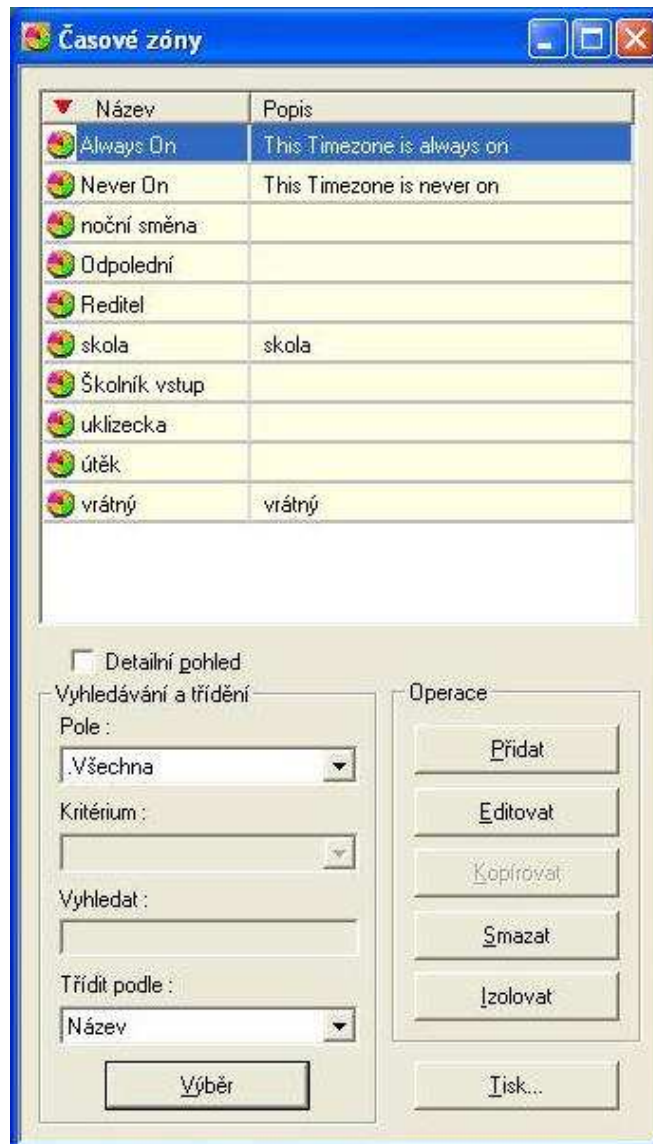 Časové zóny
Název Popis
Always On This Timezone is always on
Never On This Timezone is never on
noční směna
Odpolední
Reditel
skola skola
Školník vstup
uklizecka
útěk
vrátný vrátný
Detailní pohled
Vyhledávání a třídění
Pole :
.Všechna
Kritérium :
Vyhledat :
Třídit podle :
Název
Výběr
Operace
Přidat
Editovat
Kopírovat
Smazat
Izolovat
Tisk...